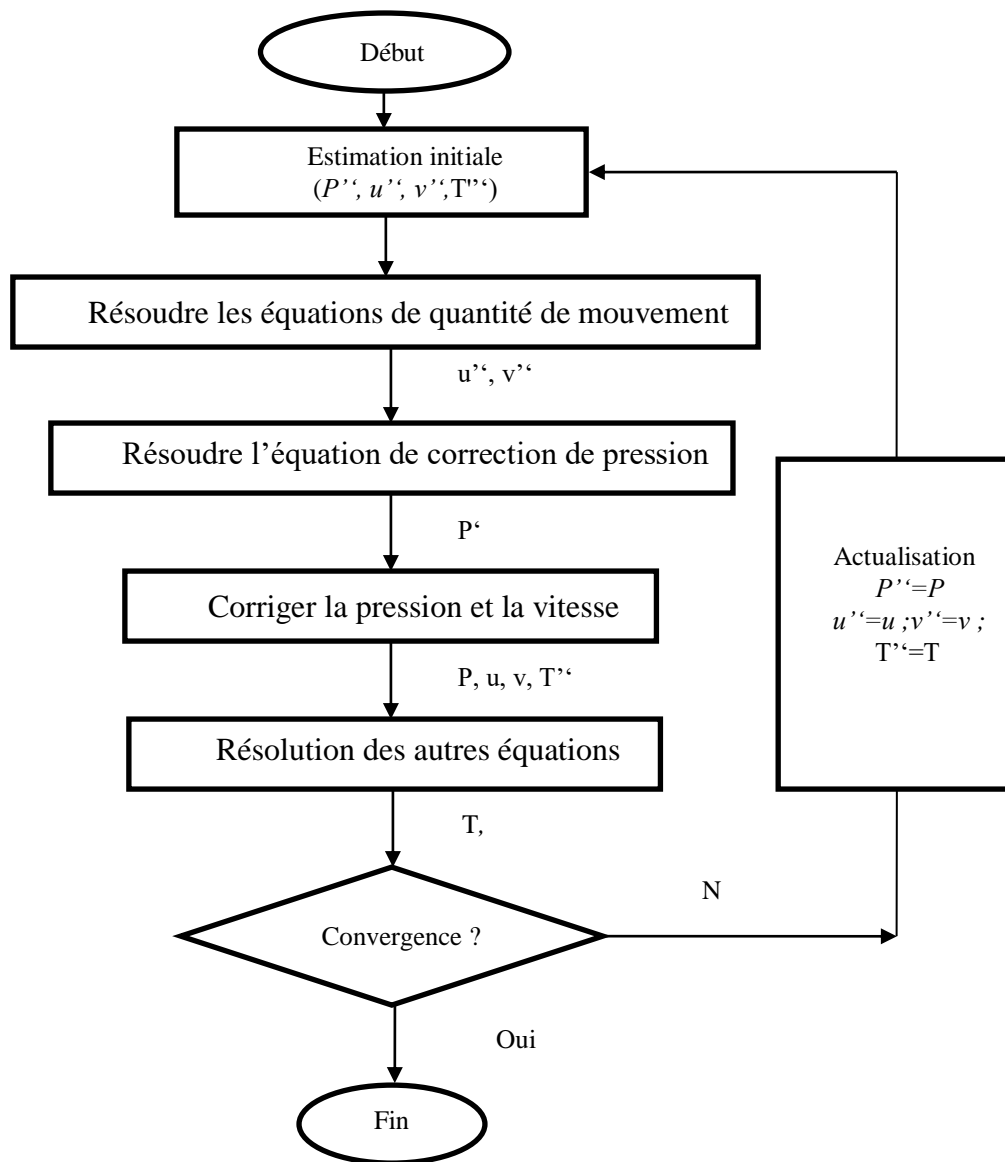 Début
Estimation initiale
(P’‘, u’‘, v’‘,T"‘)
Résoudre les équations de quantité de mouvement
u’‘, v’‘
Résoudre l’équation de correction de pression
P‘
Corriger la pression et la vitesse
P, u, v, T’‘
Résolution des autres équations
T,
Convergence ?
N
Actualisation
P’‘=P
u’‘=u ;v’‘=v ;
T’‘=T
Oui
Fin